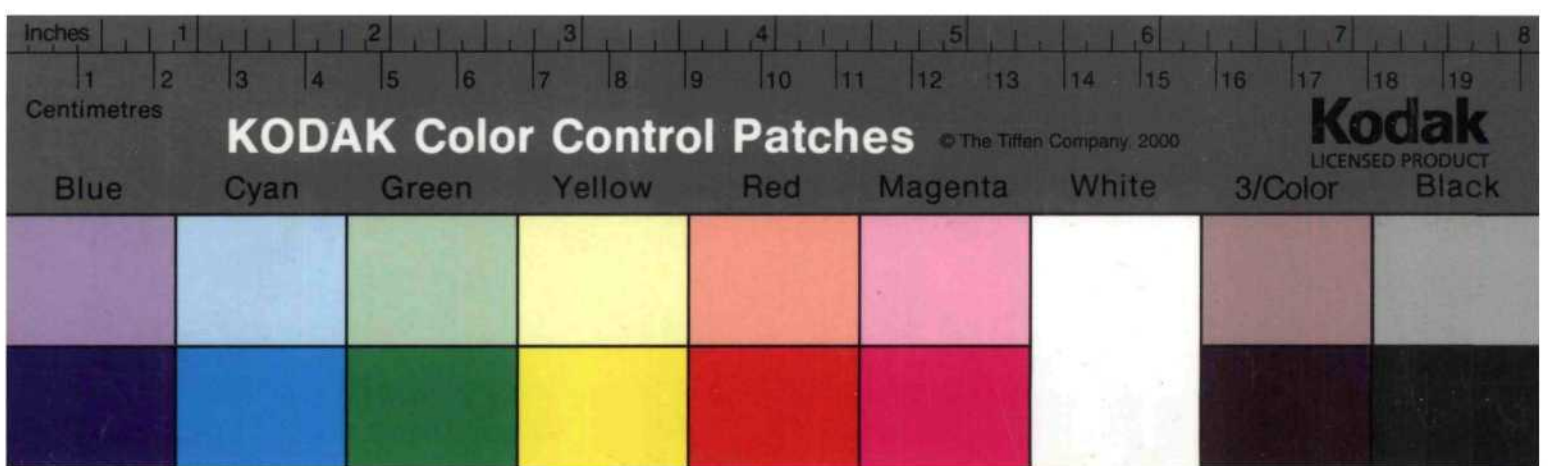 Inches 1 2 3 4 5 6 7 8
1 2 3 4 5 6 7 8 9 10 11 12 13 14 15 16 17 18 19
Centimetres
KODAK Color Control Patches © The Tiffen Company, 2000
Kodak
LICENSED PRODUCT
Blue Cyan Green Yellow Red Magenta White 3/Color Black